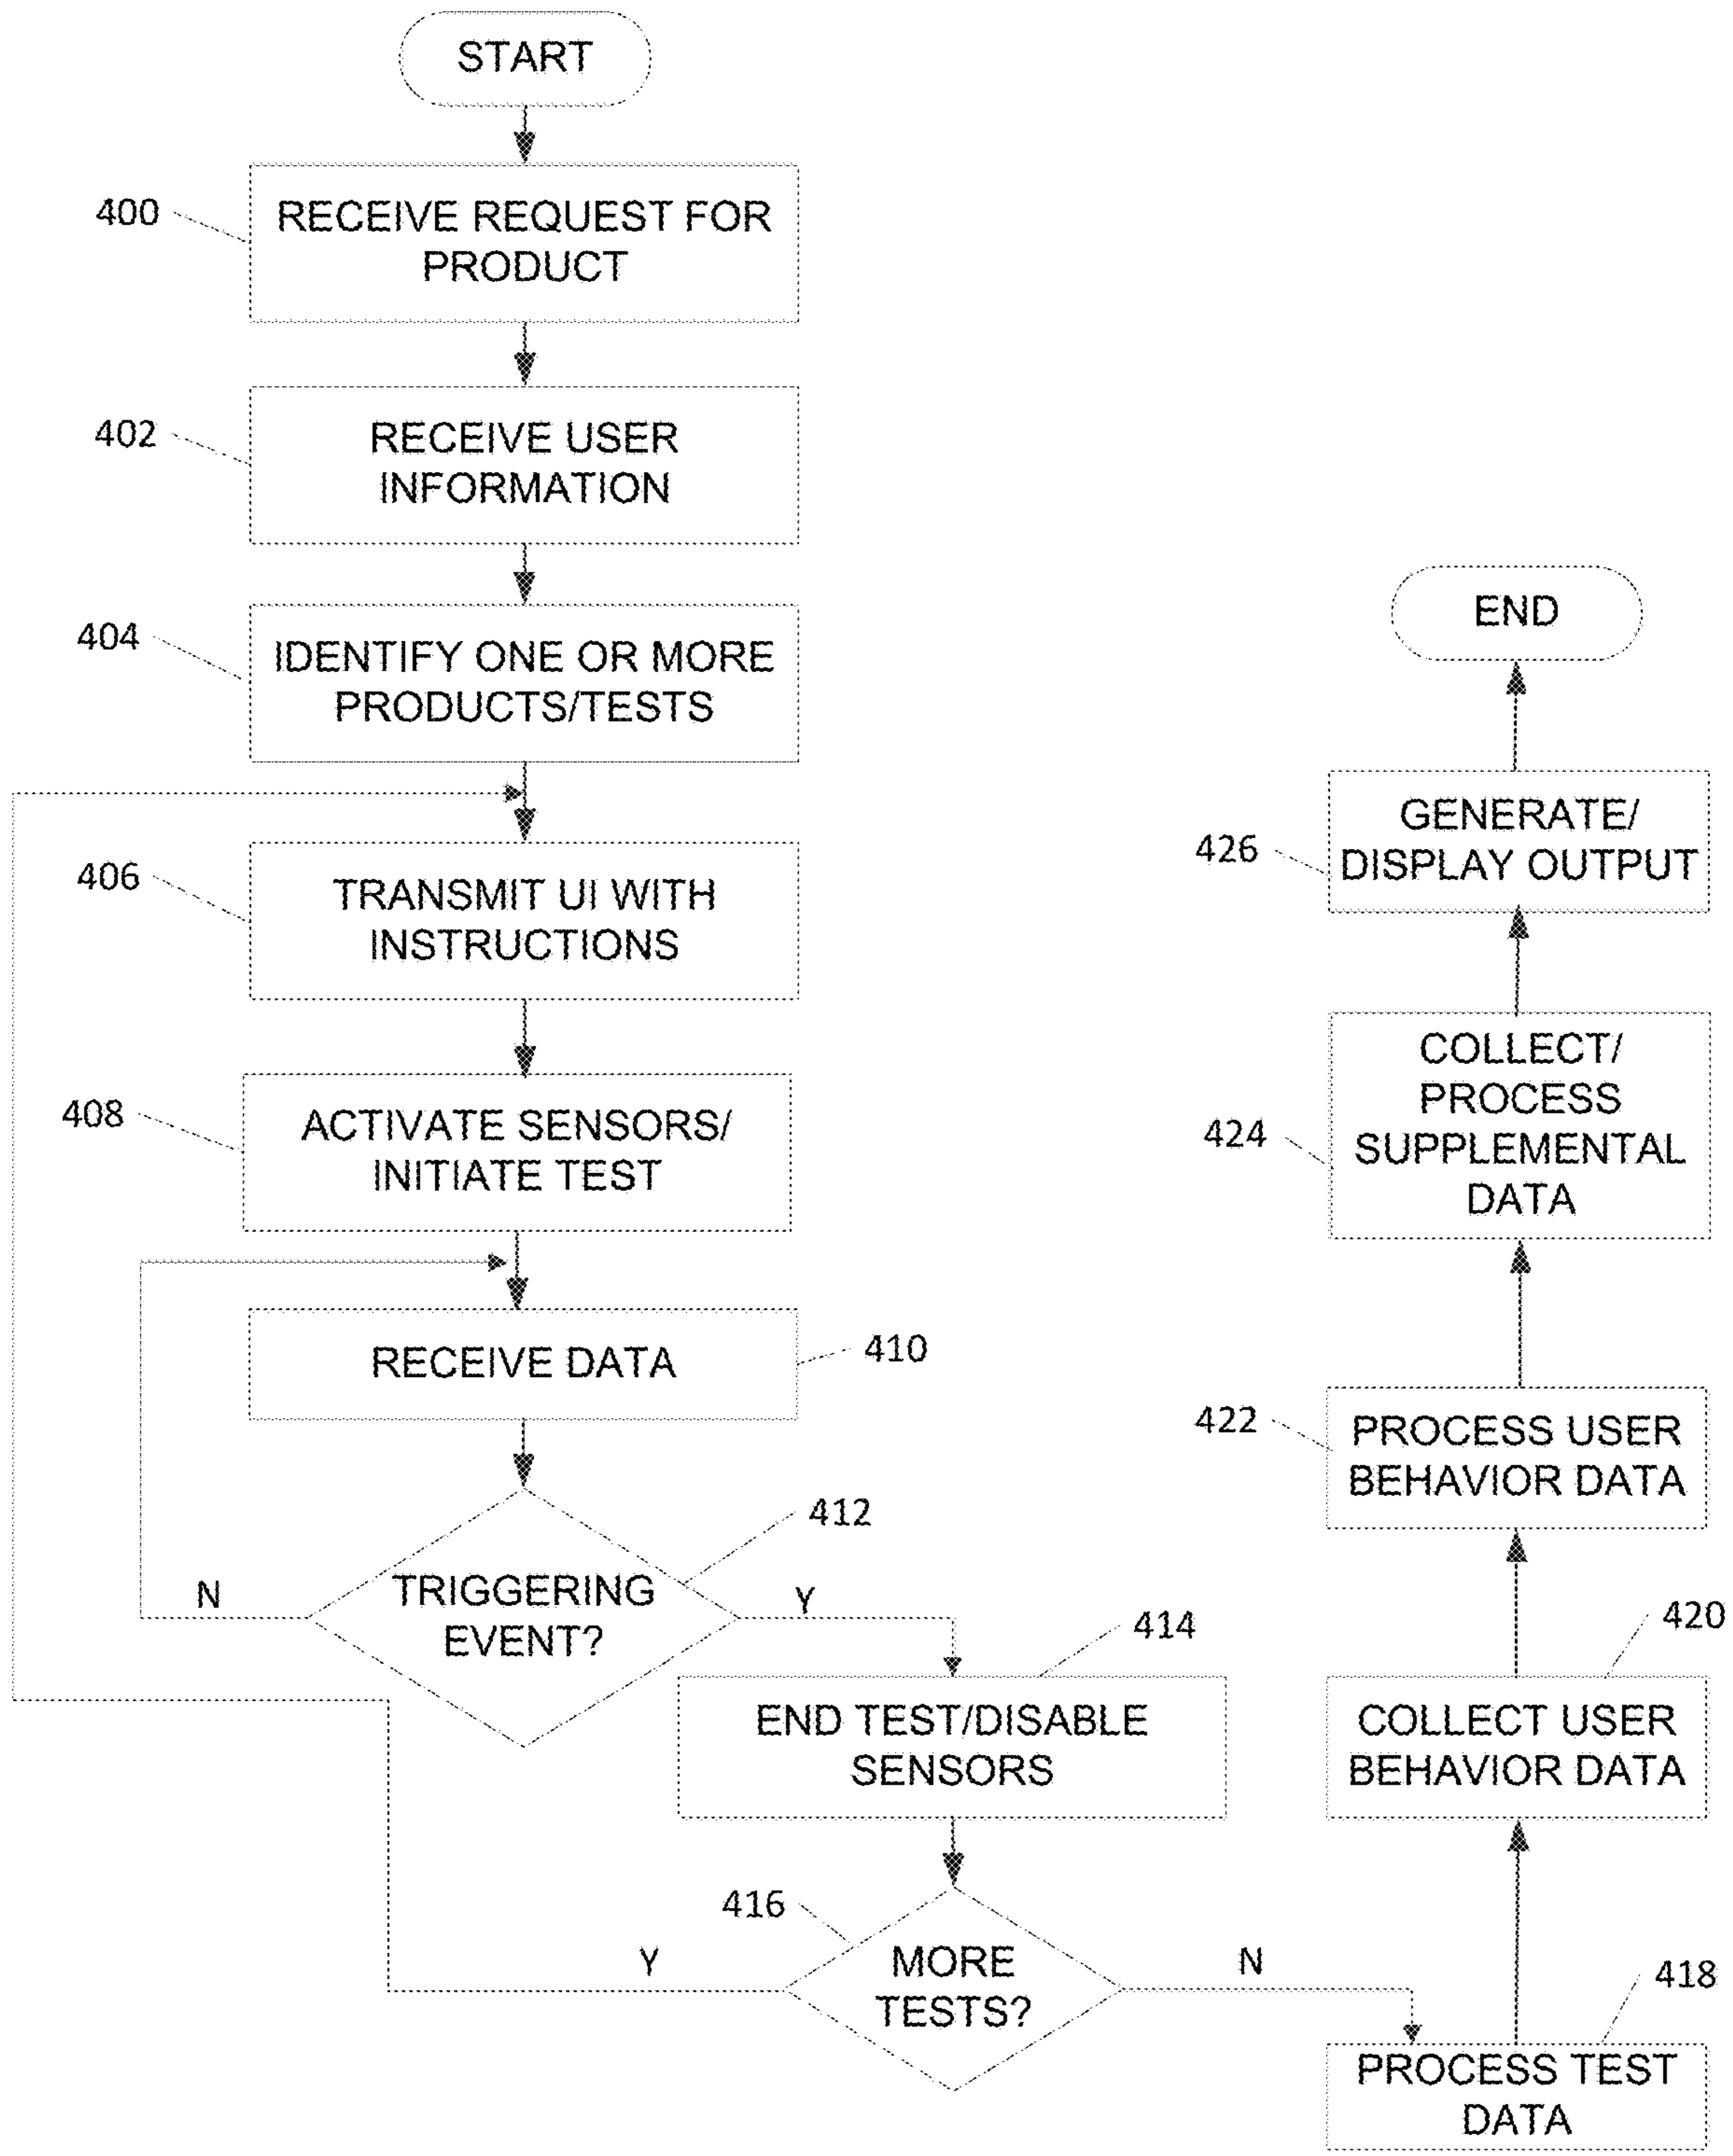 START
400
RECEIVE REQUEST FOR
PRODUCT
402
RECEIVE USER
INFORMATION
404
IDENTIFY ONE OR MORE
PRODUCTS/TESTS
406
TRANSMIT UI WITH
INSTRUCTIONS
408
ACTIVATE SENSORS/
INITIATE TEST
RECEIVE DATA
410
412
TRIGGERING
EVENT?
N
Y
414
END TEST/DISABLE
SENSORS
416
MORE
TESTS?
Y
N
418
PROCESS TEST
DATA
420
COLLECT USER
BEHAVIOR DATA
422
PROCESS USER
BEHAVIOR DATA
424
COLLECT/
PROCESS
SUPPLEMENTAL
DATA
426
GENERATE/
DISPLAY OUTPUT
END